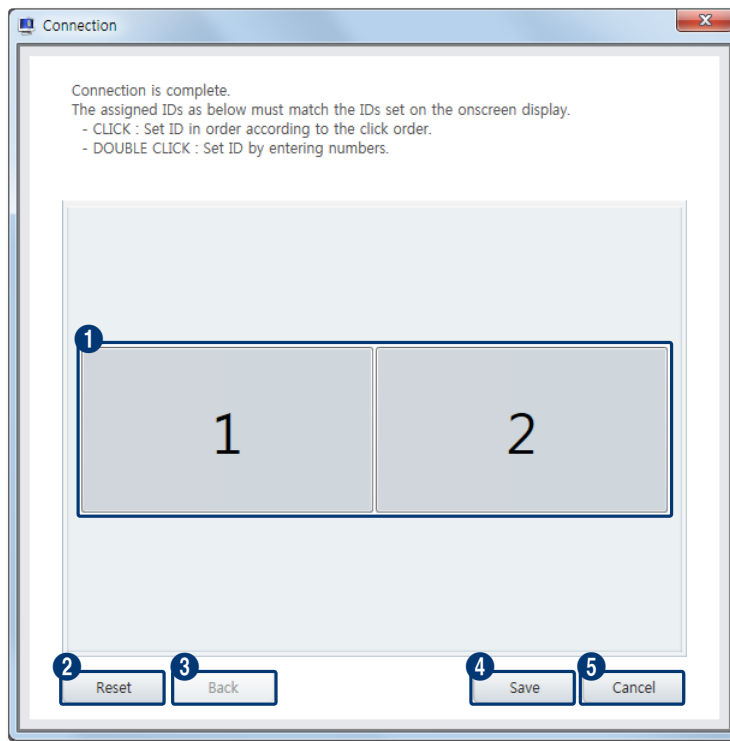 Connection
x
Connection is complete.
The assigned IDs as below must match the IDs set on the onscreen display.
- CLICK : Set ID in order according to the click order.
- DOUBLE CLICK : Set ID by entering numbers.
1
1 2
2 3 4 5
Reset Back Save Cancel